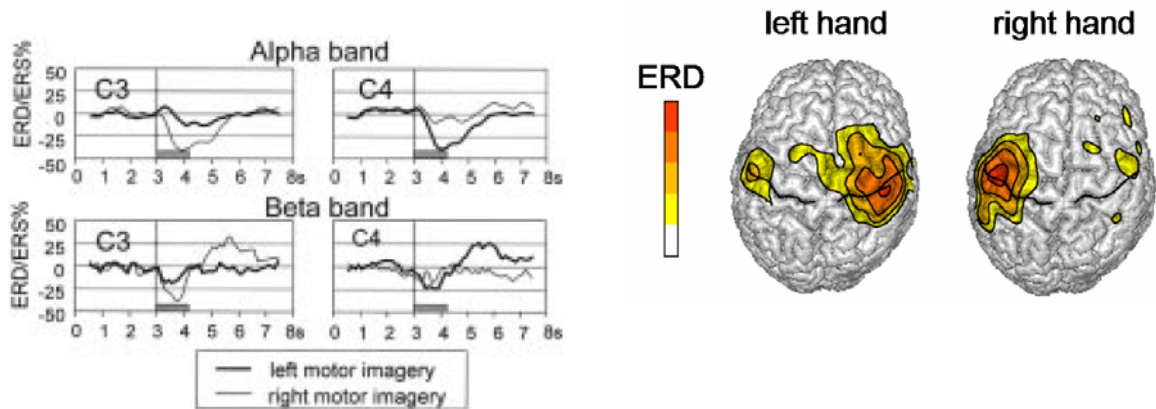 Alpha band
ERD/ERS%
50
25
0
-25
-50
C3
0 1 2 3 4 5 6 7 8s
C4
0 1 2 3 4 5 6 7 8s
Beta band
ERD/ERS%
50
25
0
-25
-50
C3
0 1 2 3 4 5 6 7 8s
C4
0 1 2 3 4 5 6 7 8s
left motor imagery
right motor imagery
left hand
right hand
ERD